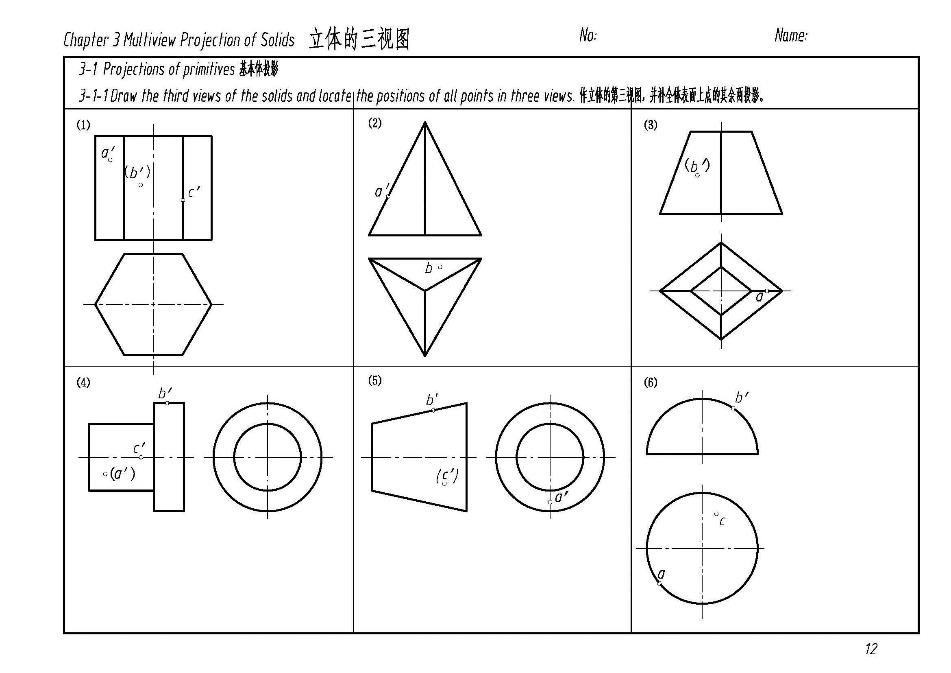 Chapter 3 Multiview Projection of Solids 立体的三视图 No: Name:
3-1 Projections of primitives 基本体投影
3-1-1 Draw the third views of the solids and locate the positions of all points in three views. 作立体的第三视图，并补全体表面上点的其余两投影。
(1) (2) (3)
a' (b') c'
a' b
(b') a
(4) (5) (6)
b' c' (a')
b' (c') a'
b' c a
12